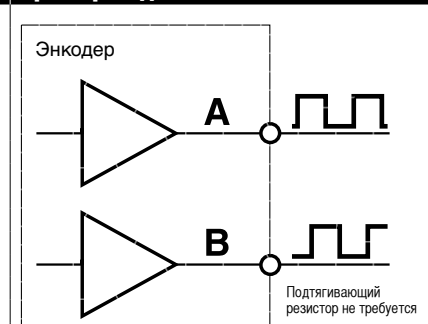 Энкодер
A
B
Подтягивающий
резистор не требуется